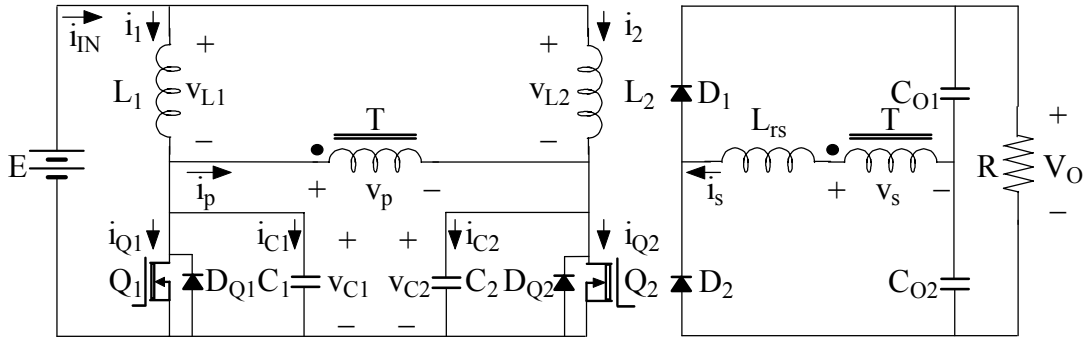 i_IN i_1 + + i_2
L_1 v_L1 v_L2 L_2 D_1 C_O1
− T − L_rs T +
E i_p + v_p − i_s + v_s − R V_O
−
i_Q1 i_C1 + + i_C2 i_Q2
Q_1 D_Q1 C_1 v_C1 v_C2 C_2 D_Q2 Q_2 D_2 C_O2
− −